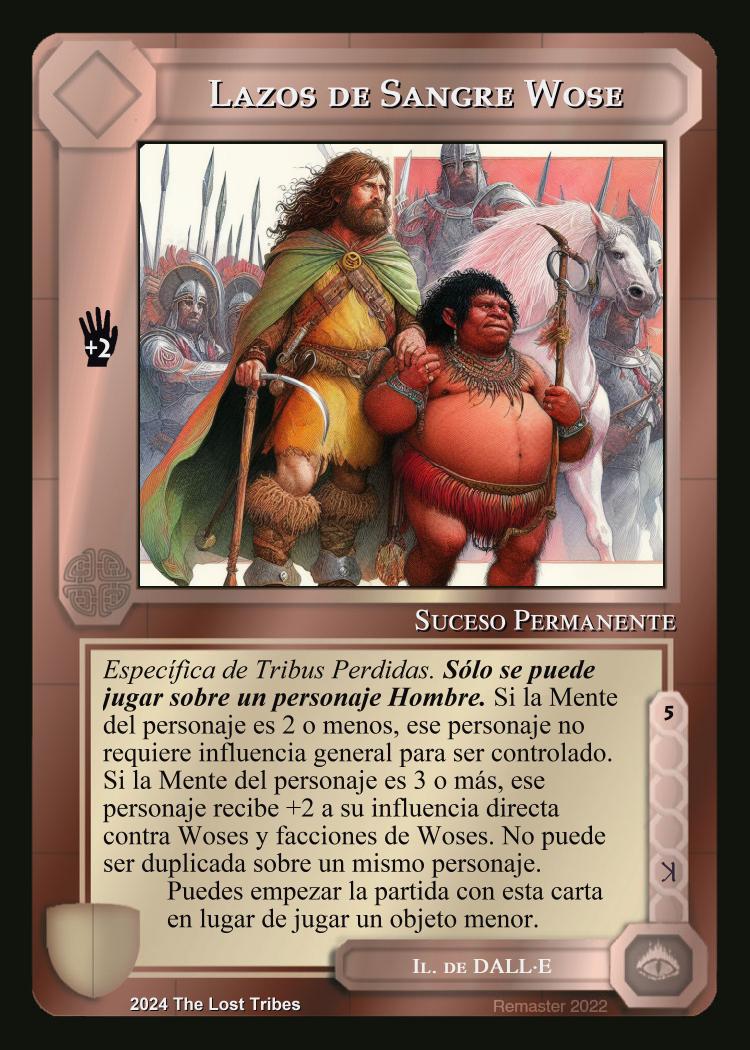 Lazos de Sangre Wose
+2
Suceso Permanente
Específica de Tribus Perdidas. Sólo se puede
jugar sobre un personaje Hombre. Si la Mente
del personaje es 2 o menos, ese personaje no
requiere influencia general para ser controlado.
Si la Mente del personaje es 3 o más, ese
personaje recibe +2 a su influencia directa
contra Woses y facciones de Woses. No puede
ser duplicada sobre un mismo personaje.
Puedes empezar la partida con esta carta
en lugar de jugar un objeto menor.
5
Il. de DALL·E
2024 The Lost Tribes
Remaster 2022